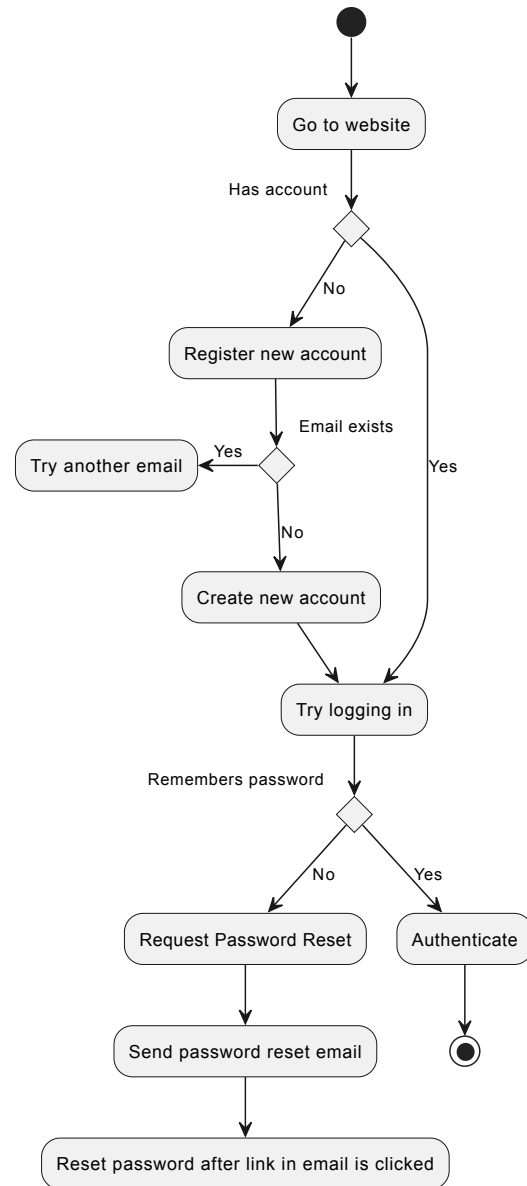 Go to website
Has account
No
Register new account
Email exists
Yes
Try another email
Yes
No
Create new account
Try logging in
Remembers password
No
Yes
Request Password Reset
Authenticate
Send password reset email
Reset password after link in email is clicked